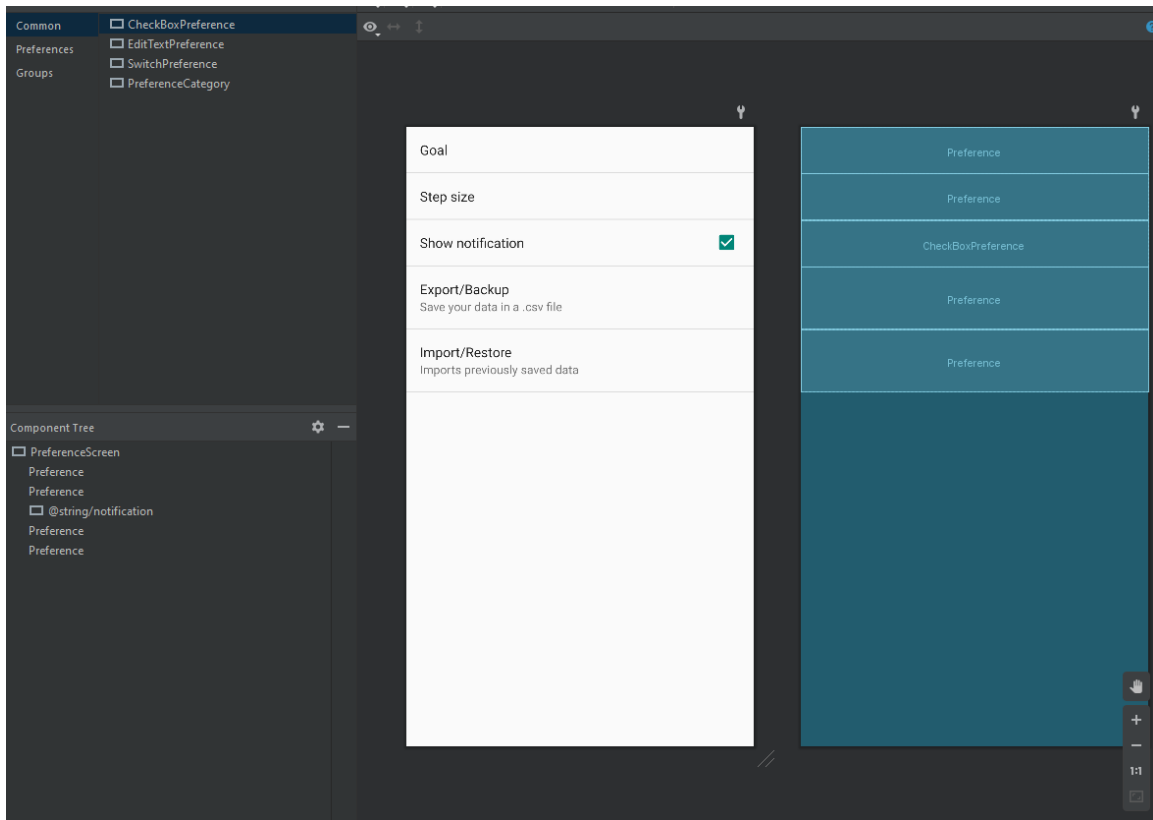 Common
Preferences
Groups
CheckBoxPreference
EditTextPreference
SwitchPreference
PreferenceCategory
Goal
Step size
Show notification
Export/Backup
Save your data in a .csv file
Import/Restore
Imports previously saved data
Preference
Preference
CheckBoxPreference
Preference
Preference
Component Tree
PreferenceScreen
Preference
Preference
@string/notification
Preference
Preference
1:1